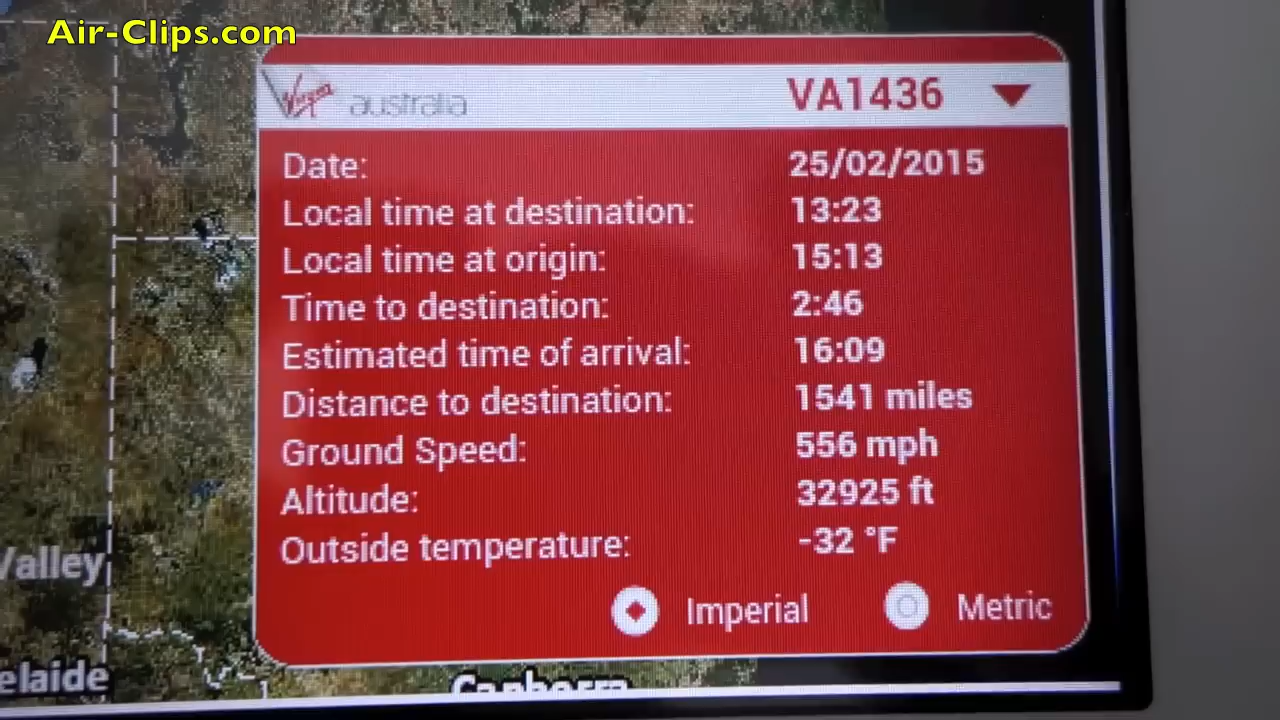 Air-Clips.com
Virgin australia VA1436
Date: 25/02/2015
Local time at destination: 13:23
Local time at origin: 15:13
Time to destination: 2:46
Estimated time of arrival: 16:09
Distance to destination: 1541 miles
Ground Speed: 556 mph
Altitude: 32925 ft
Outside temperature: -32 °F
Imperial Metric
Valley
elaide
Canberra